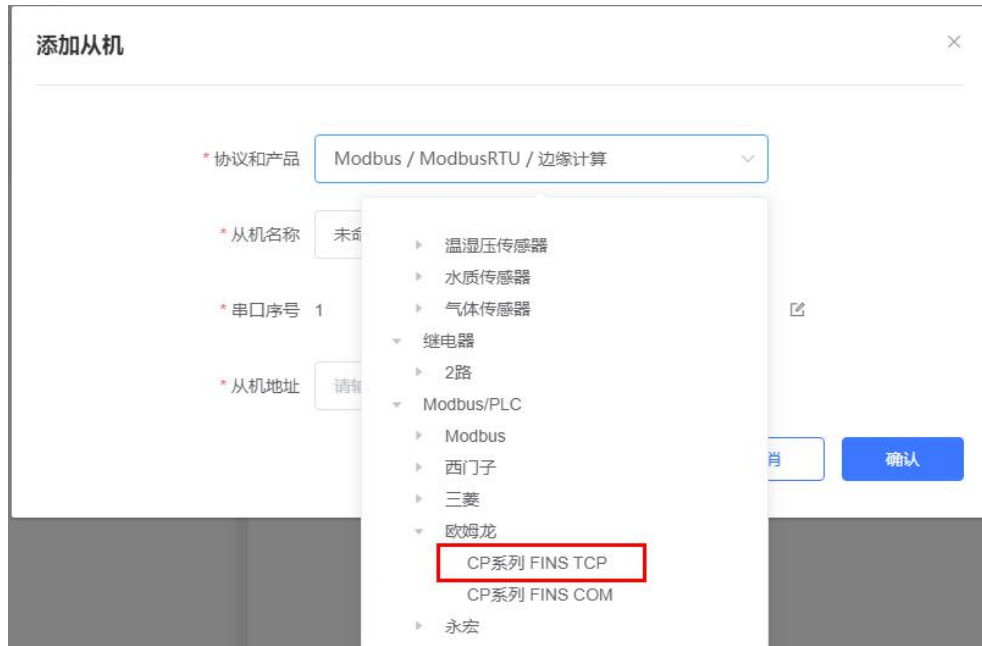 添加从机
* 协议和产品 Modbus / ModbusRTU / 边缘计算
* 从机名称 未
温湿压传感器
水质传感器
* 串口序号 1 气体传感器
继电器
2路
* 从机地址 请
Modbus/PLC
Modbus
西门子
确认
三菱
欧姆龙
CP系列 FINS TCP
CP系列 FINS COM
永宏